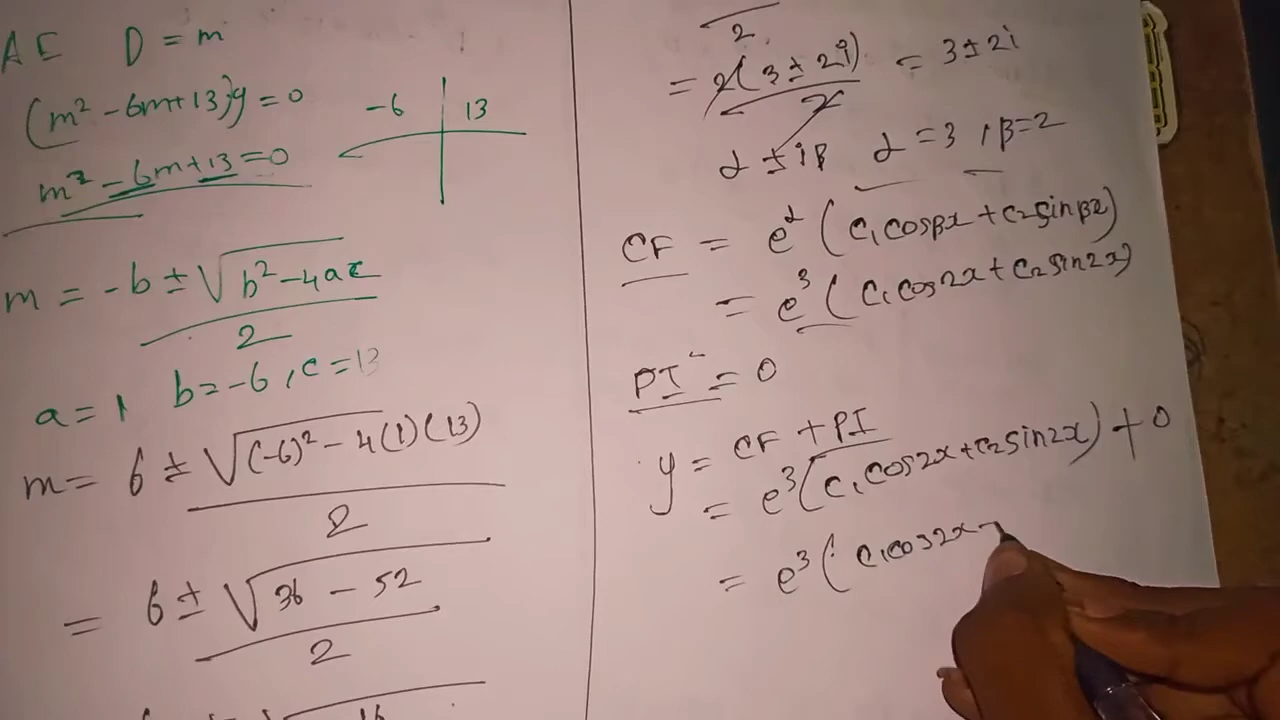 AE D = m
(m² - 6m + 13)y = 0
-6 13
m² - 6m + 13 = 0
m = -b ± √b² - 4ac
2
a = 1 b = -6, c = 13
m = 6 ± √(-6)² - 4(1)(13)
2
= 6 ± √36 - 52
2
16
2
= 2(3 ± 2i) = 3 ± 2i
2
α ± iβ α = 3, β = 2
CF = e^α (c₁cosβx + c₂sinβx)
= e³ (c₁cos2x + c₂sin2x)
PI = 0
y = CF + PI
= e³(c₁cos2x + c₂sin2x) + 0
= e³(c₁cos2x